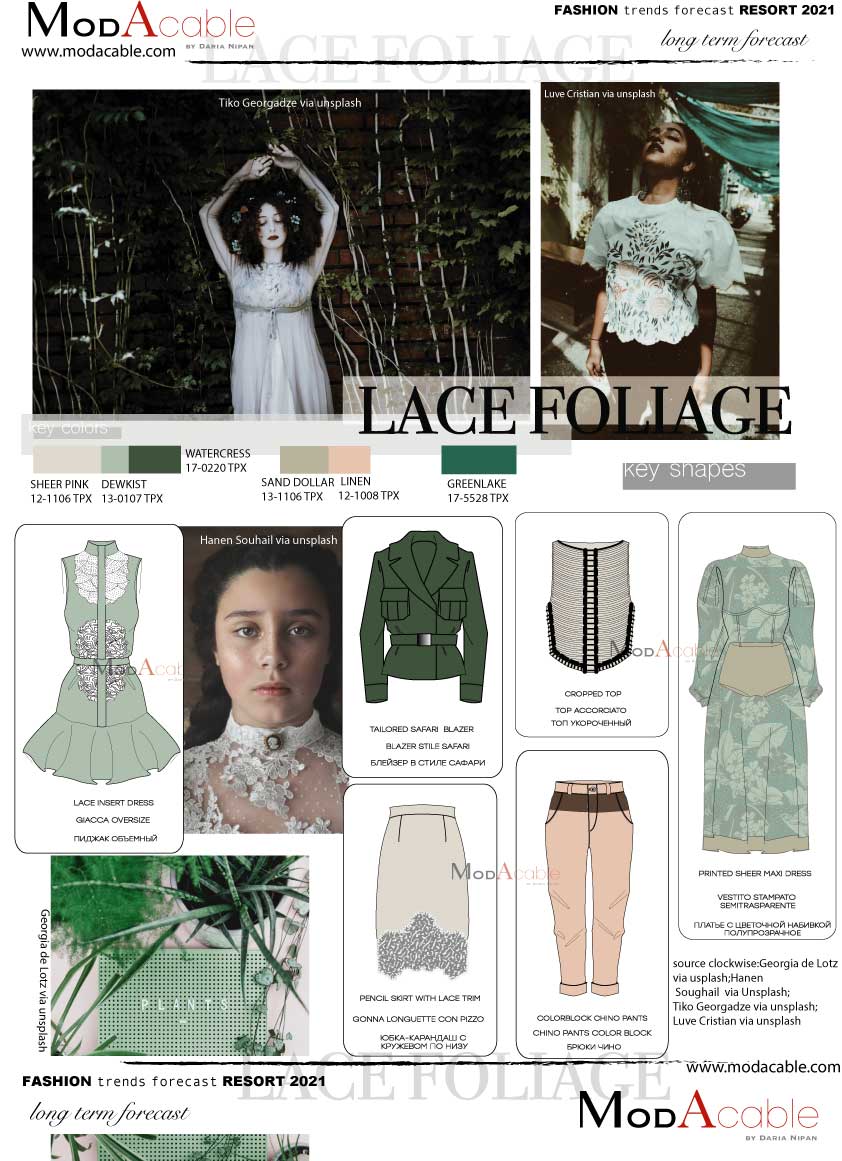 ModAcable
BY DARIA NIPAN
www.modacable.com
FASHION trends forecast RESORT 2021
long term forecast
LACE FOLIAGE
Tiko Georgadze via unsplash
Luve Cristian via unsplash
LACE FOLIAGE
key colors
WATERCRESS
17-0220 TPX
SHEER PINK
12-1106 TPX
DEWKIST
13-0107 TPX
SAND DOLLAR
13-1106 TPX
LINEN
12-1008 TPX
GREENLAKE
17-5528 TPX
key shapes
Hanen Souhail via unsplash
ModAcable
LACE INSERT DRESS
GIACCA OVERSIZE
ПИДЖАК ОБЪЕМНЫЙ
TAILORED SAFARI BLAZER
BLAZER STILE SAFARI
БЛЕЙЗЕР В СТИЛЕ САФАРИ
ModAcable
CROPPED TOP
TOP ACCORCIATO
ТОП УКОРОЧЕННЫЙ
PRINTED SHEER MAXI DRESS
VESTITO STAMPATO
SEMITRASPARENTE
ПЛАТЬЕ С ЦВЕТОЧНОЙ НАБИВКОЙ
ПОЛУПРОЗРАЧНОЕ
Georgia de Lotz via unsplash
PLANTS
ModAcable
PENCIL SKIRT WITH LACE TRIM
GONNA LONGUETTE CON PIZZO
ЮБКА-КАРАНДАШ С
КРУЖЕВОМ ПО НИЗУ
COLORBLOCK CHINO PANTS
CHINO PANTS COLOR BLOCK
БРЮКИ ЧИНО
source clockwise:Georgia de Lotz
via usplash;Hanen
Soughail via Unsplash;
Tiko Georgadze via unsplash;
Luve Cristian via unsplash
LACE FOLIAGE
www.modacable.com
FASHION trends forecast RESORT 2021
long term forecast
ModAcable
BY DARIA NIPAN